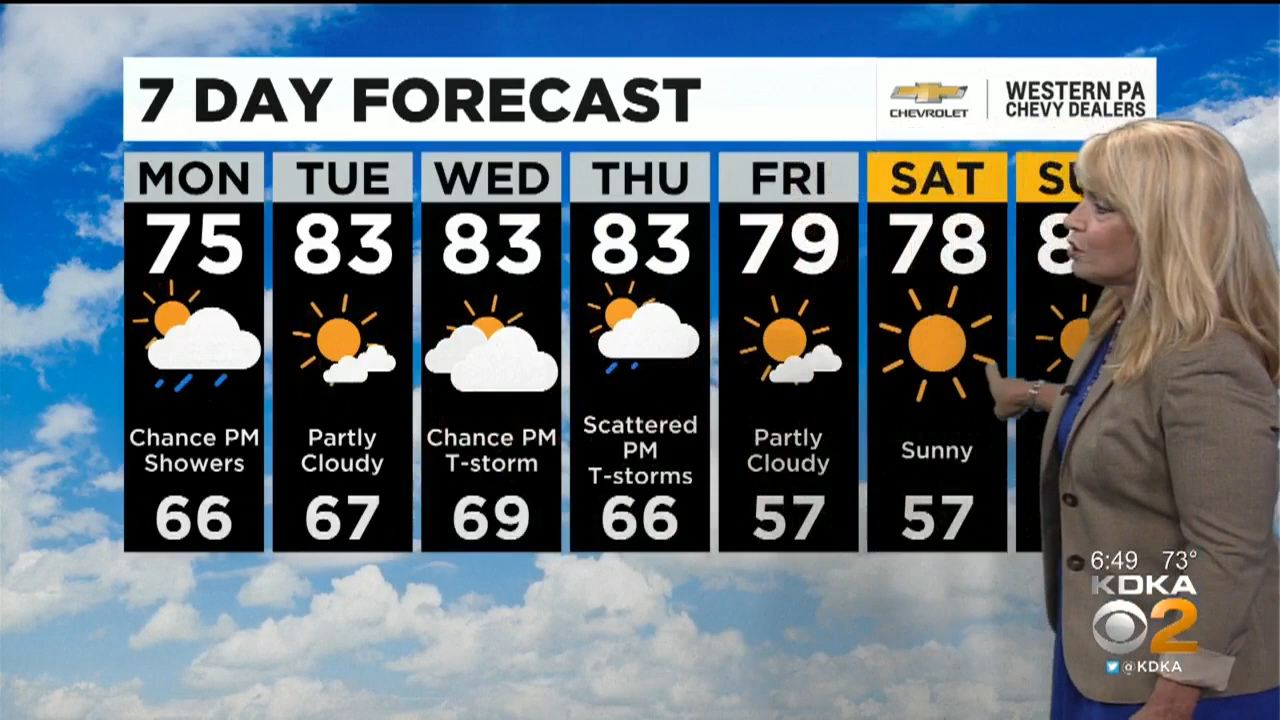 7 DAY FORECAST
CHEVROLET
WESTERN PA
CHEVY DEALERS
MON TUE WED THU FRI SAT
75 83 83 83 79 78
Chance PM
Showers
Partly
Cloudy
Chance PM
T-storm
Scattered
PM
T-storms
Partly
Cloudy
Sunny
66 67 69 66 57 57
6:49 73°
KDKA
2
@KDKA